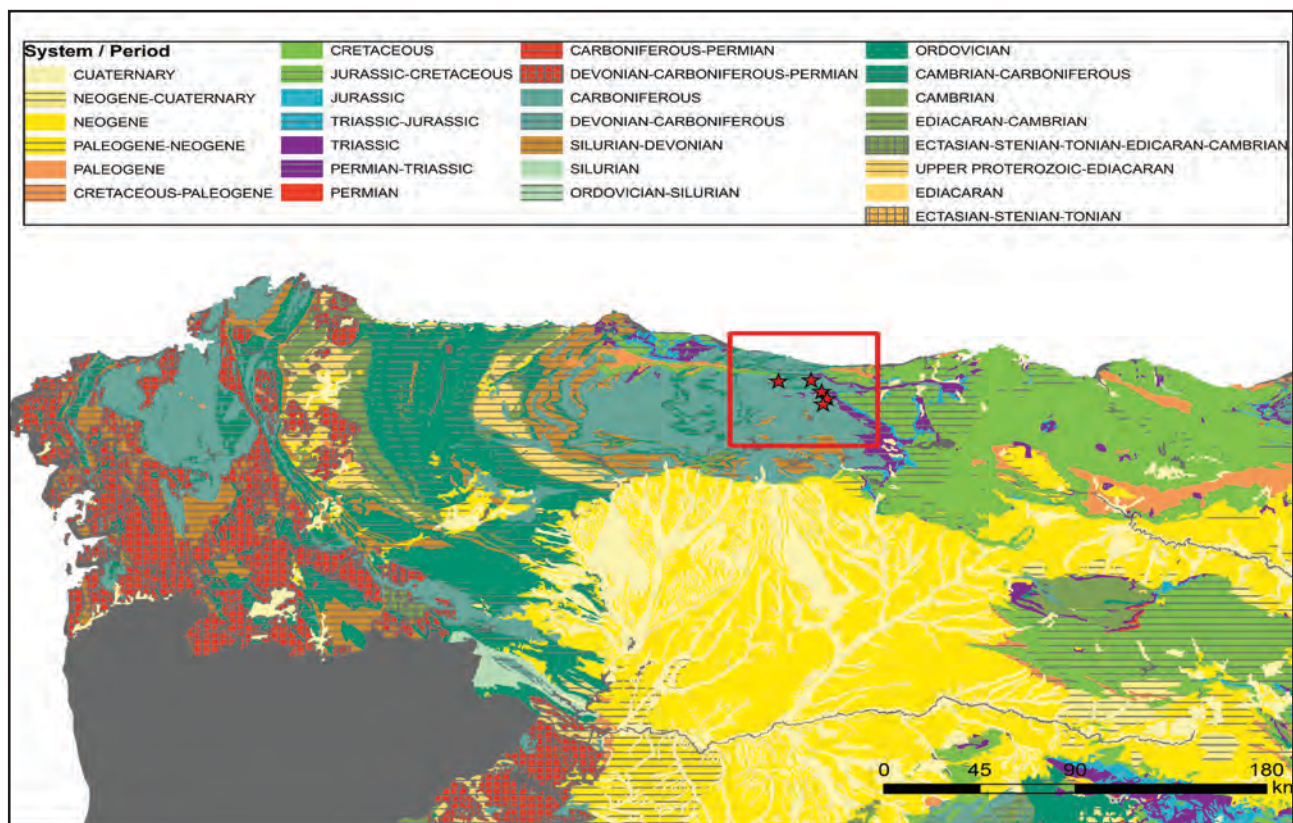 System / Period
CUATERNARY
NEOGENE-CUATERNARY
NEOGENE
PALEOGENE-NEOGENE
PALEOGENE
CRETACEOUS-PALEOGENE
CRETACEOUS
JURASSIC-CRETACEOUS
JURASSIC
TRIASSIC-JURASSIC
TRIASSIC
PERMIAN-TRIASSIC
PERMIAN
CARBONIFEROUS-PERMIAN
DEVONIAN-CARBONIFEROUS-PERMIAN
CARBONIFEROUS
DEVONIAN-CARBONIFEROUS
SILURIAN-DEVONIAN
SILURIAN
ORDOVICIAN-SILURIAN
ORDOVICIAN
CAMBRIAN-CARBONIFEROUS
CAMBRIAN
EDIACARAN-CAMBRIAN
ECTASIAN-STENIAN-TONIAN-EDICARAN-CAMBRIAN
UPPER PROTEROZOIC-EDIACARAN
EDIACARAN
ECTASIAN-STENIAN-TONIAN
0 45 90 180
km